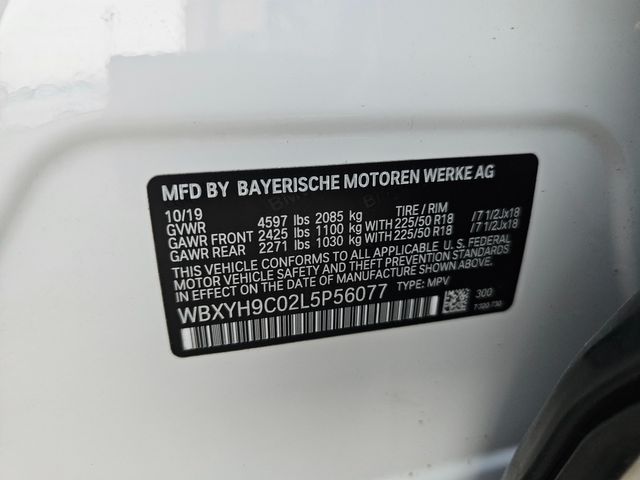 MFD BY BAYERISCHE MOTOREN WERKE AG
10/19 TIRE / RIM
GVWR 4597 lbs 2085 kg
GAWR FRONT 2425 lbs 1100 kg WITH 225/50 R18 /7 1/2Jx18
GAWR REAR 2271 lbs 1030 kg WITH 225/50 R18 /7 1/2Jx18
THIS VEHICLE CONFORMS TO ALL APPLICABLE U.S. FEDERAL
MOTOR VEHICLE SAFETY AND THEFT PREVENTION STANDARDS
IN EFFECT ON THE DATE OF MANUFACTURE SHOWN ABOVE.
WBXYH9C02L5P56077 TYPE: MPV
300